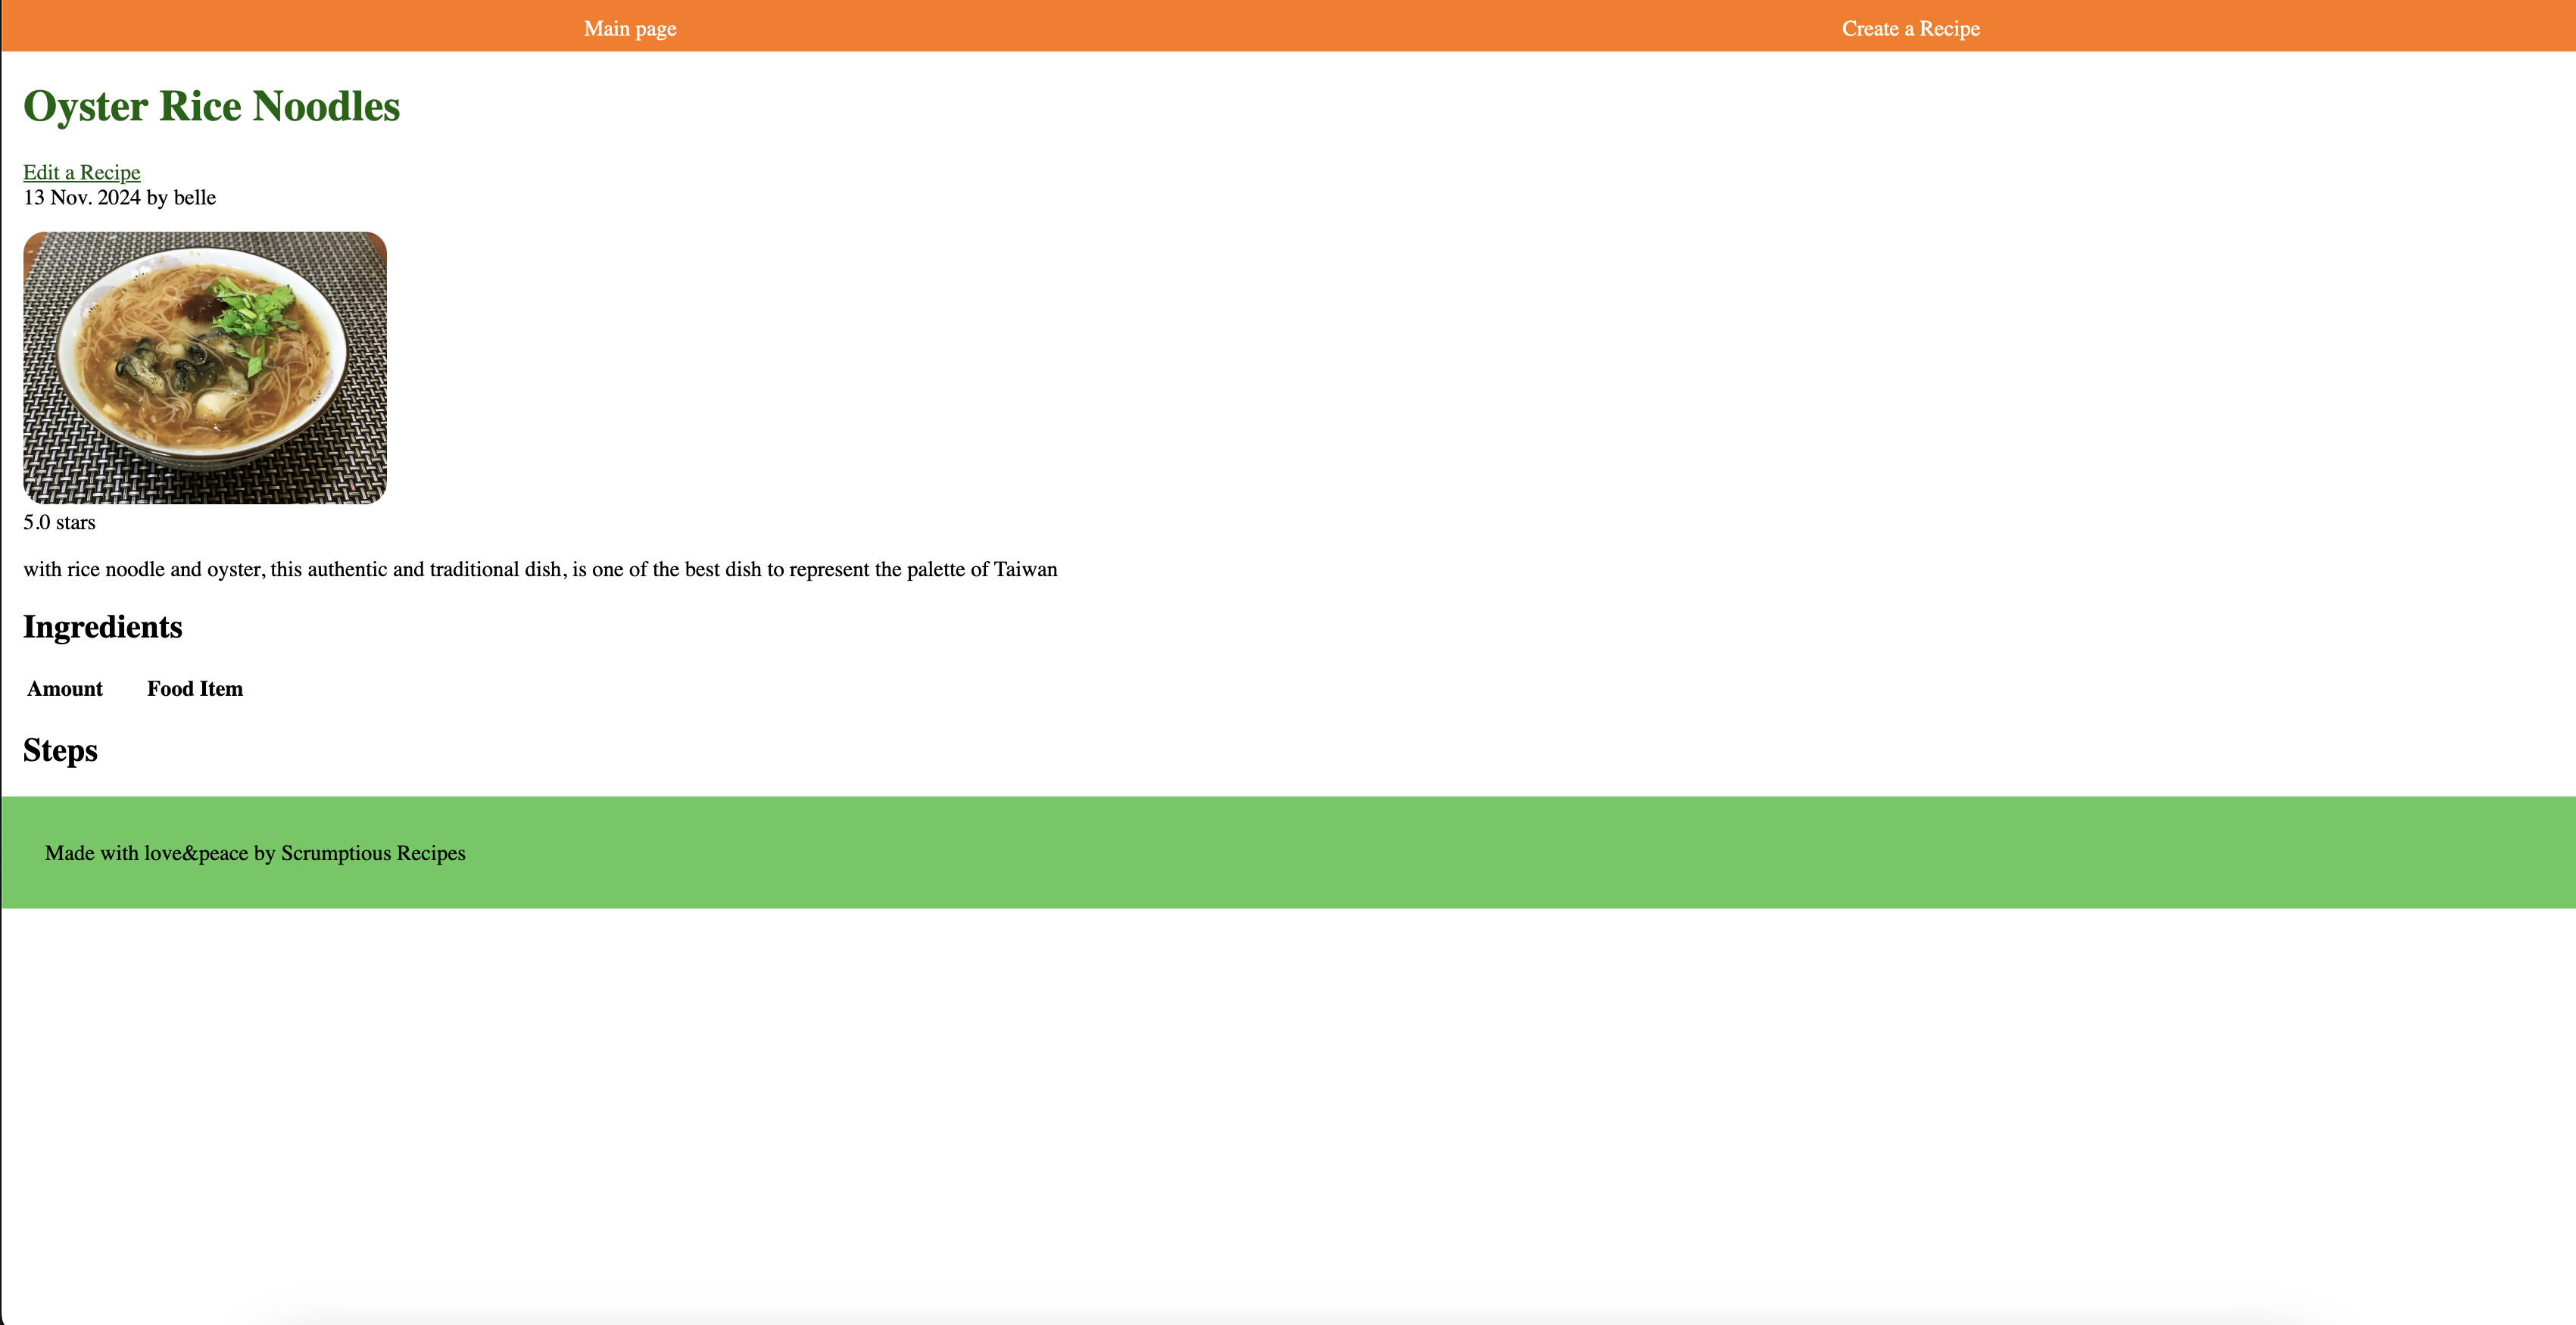 Main page Create a Recipe
Oyster Rice Noodles
Edit a Recipe
13 Nov. 2024 by belle
5.0 stars
with rice noodle and oyster, this authentic and traditional dish, is one of the best dish to represent the palette of Taiwan
Ingredients
Amount Food Item
Steps
Made with love&peace by Scrumptious Recipes